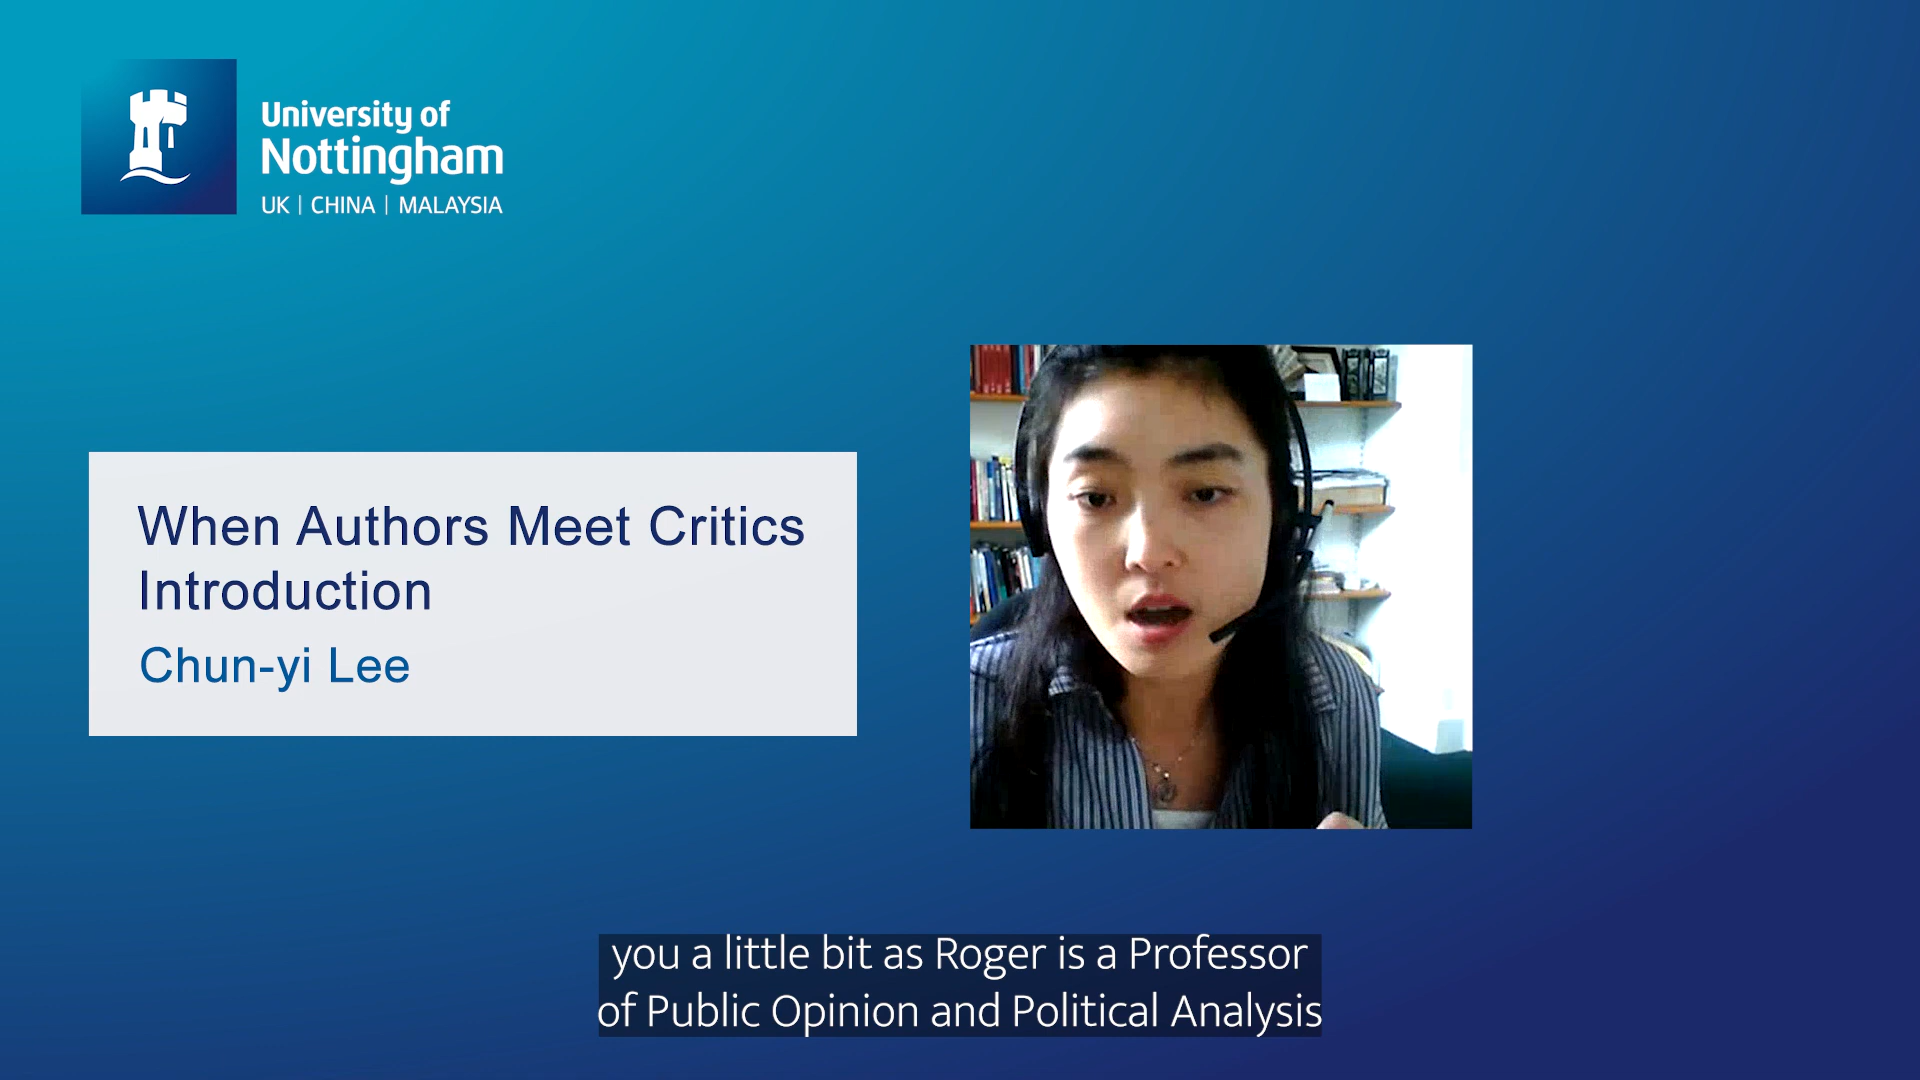 University of
Nottingham
UK | CHINA | MALAYSIA
When Authors Meet Critics
Introduction
Chun-yi Lee
you a little bit as Roger is a Professor
of Public Opinion and Political Analysis